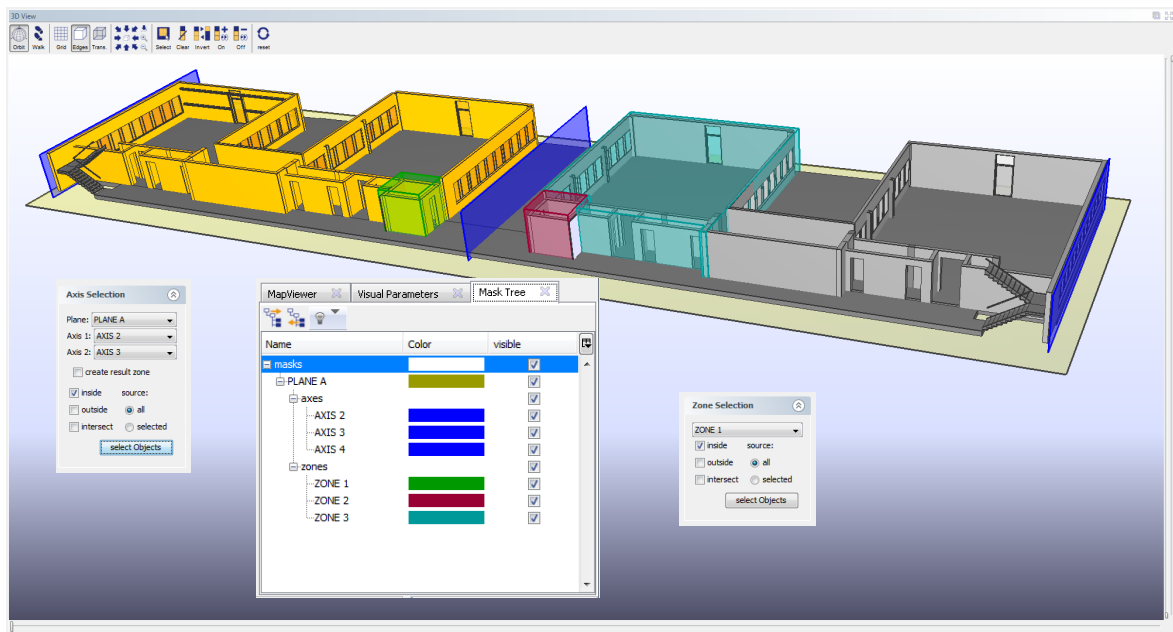 3D View
Orbit Walk Grid Edges Trans. Select Clear Invert On Off reset
Axis Selection
Plane: PLANE A
Axis 1: AXIS 2
Axis 2: AXIS 3
create result zone
inside source:
outside all
intersect selected
select Objects
MapViewer Visual Parameters Mask Tree
Name Color visible
masks
PLANE A
axes
AXIS 2
AXIS 3
AXIS 4
zones
ZONE 1
ZONE 2
ZONE 3
Zone Selection
ZONE 1
inside source:
outside all
intersect selected
select Objects